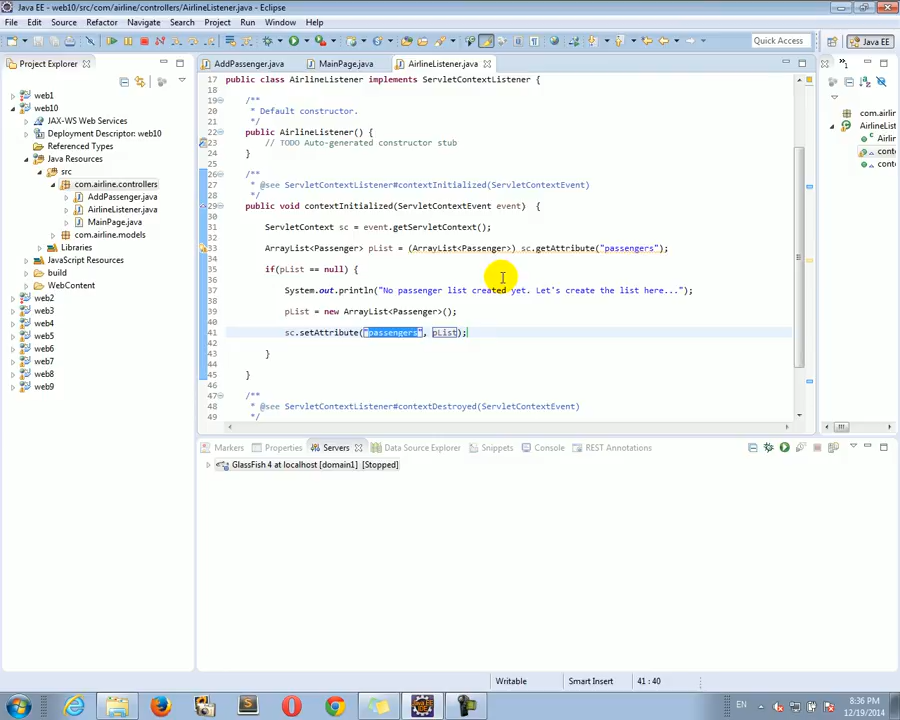 Java EE - web10/src/com/airline/controllers/AirlineListener.java - Eclipse
File Edit Source Refactor Navigate Search Project Run Window Help
Quick Access
Java EE
Project Explorer
AddPassenger.java
MainPage.java
AirlineListener.java
web1
web10
JAX-WS Web Services
Deployment Descriptor: web10
Referenced Types
Java Resources
src
com.airline.controllers
AddPassenger.java
AirlineListener.java
MainPage.java
com.airline.models
Libraries
JavaScript Resources
build
WebContent
web2
web3
web4
web5
web6
web7
web8
web9
17 public class AirlineListener implements ServletContextListener {
18
19 /**
20 * Default constructor.
21 */
22 public AirlineListener() {
23 // TODO Auto-generated constructor stub
24 }
25
26 /**
27 * @see ServletContextListener#contextInitialized(ServletContextEvent)
28 */
29 public void contextInitialized(ServletContextEvent event) {
30
31 ServletContext sc = event.getServletContext();
32
33 ArrayList<Passenger> pList = (ArrayList<Passenger>) sc.getAttribute("passengers");
34
35 if(pList == null) {
36
37 System.out.println("No passenger list created yet. Let's create the list here...");
38
39 pList = new ArrayList<Passenger>();
40
41 sc.setAttribute("passengers", pList);
42
43 }
44
45 }
46
47 /**
48 * @see ServletContextListener#contextDestroyed(ServletContextEvent)
49 */
com.airlin
AirlineList
Airlin
conte
conte
Markers
Properties
Servers
Data Source Explorer
Snippets
Console
REST Annotations
GlassFish 4 at localhost [domain1] [Stopped]
Writable
Smart Insert
41 : 40
EN
8:36 PM
12/19/2014